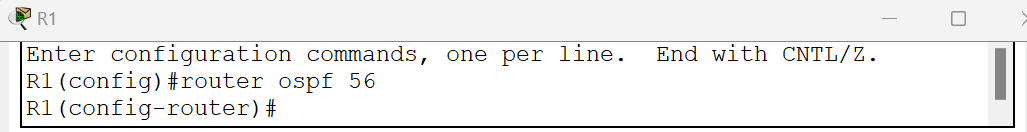 R1
Enter configuration commands, one per line.  End with CNTL/Z.
R1(config)#router ospf 56
R1(config-router)#